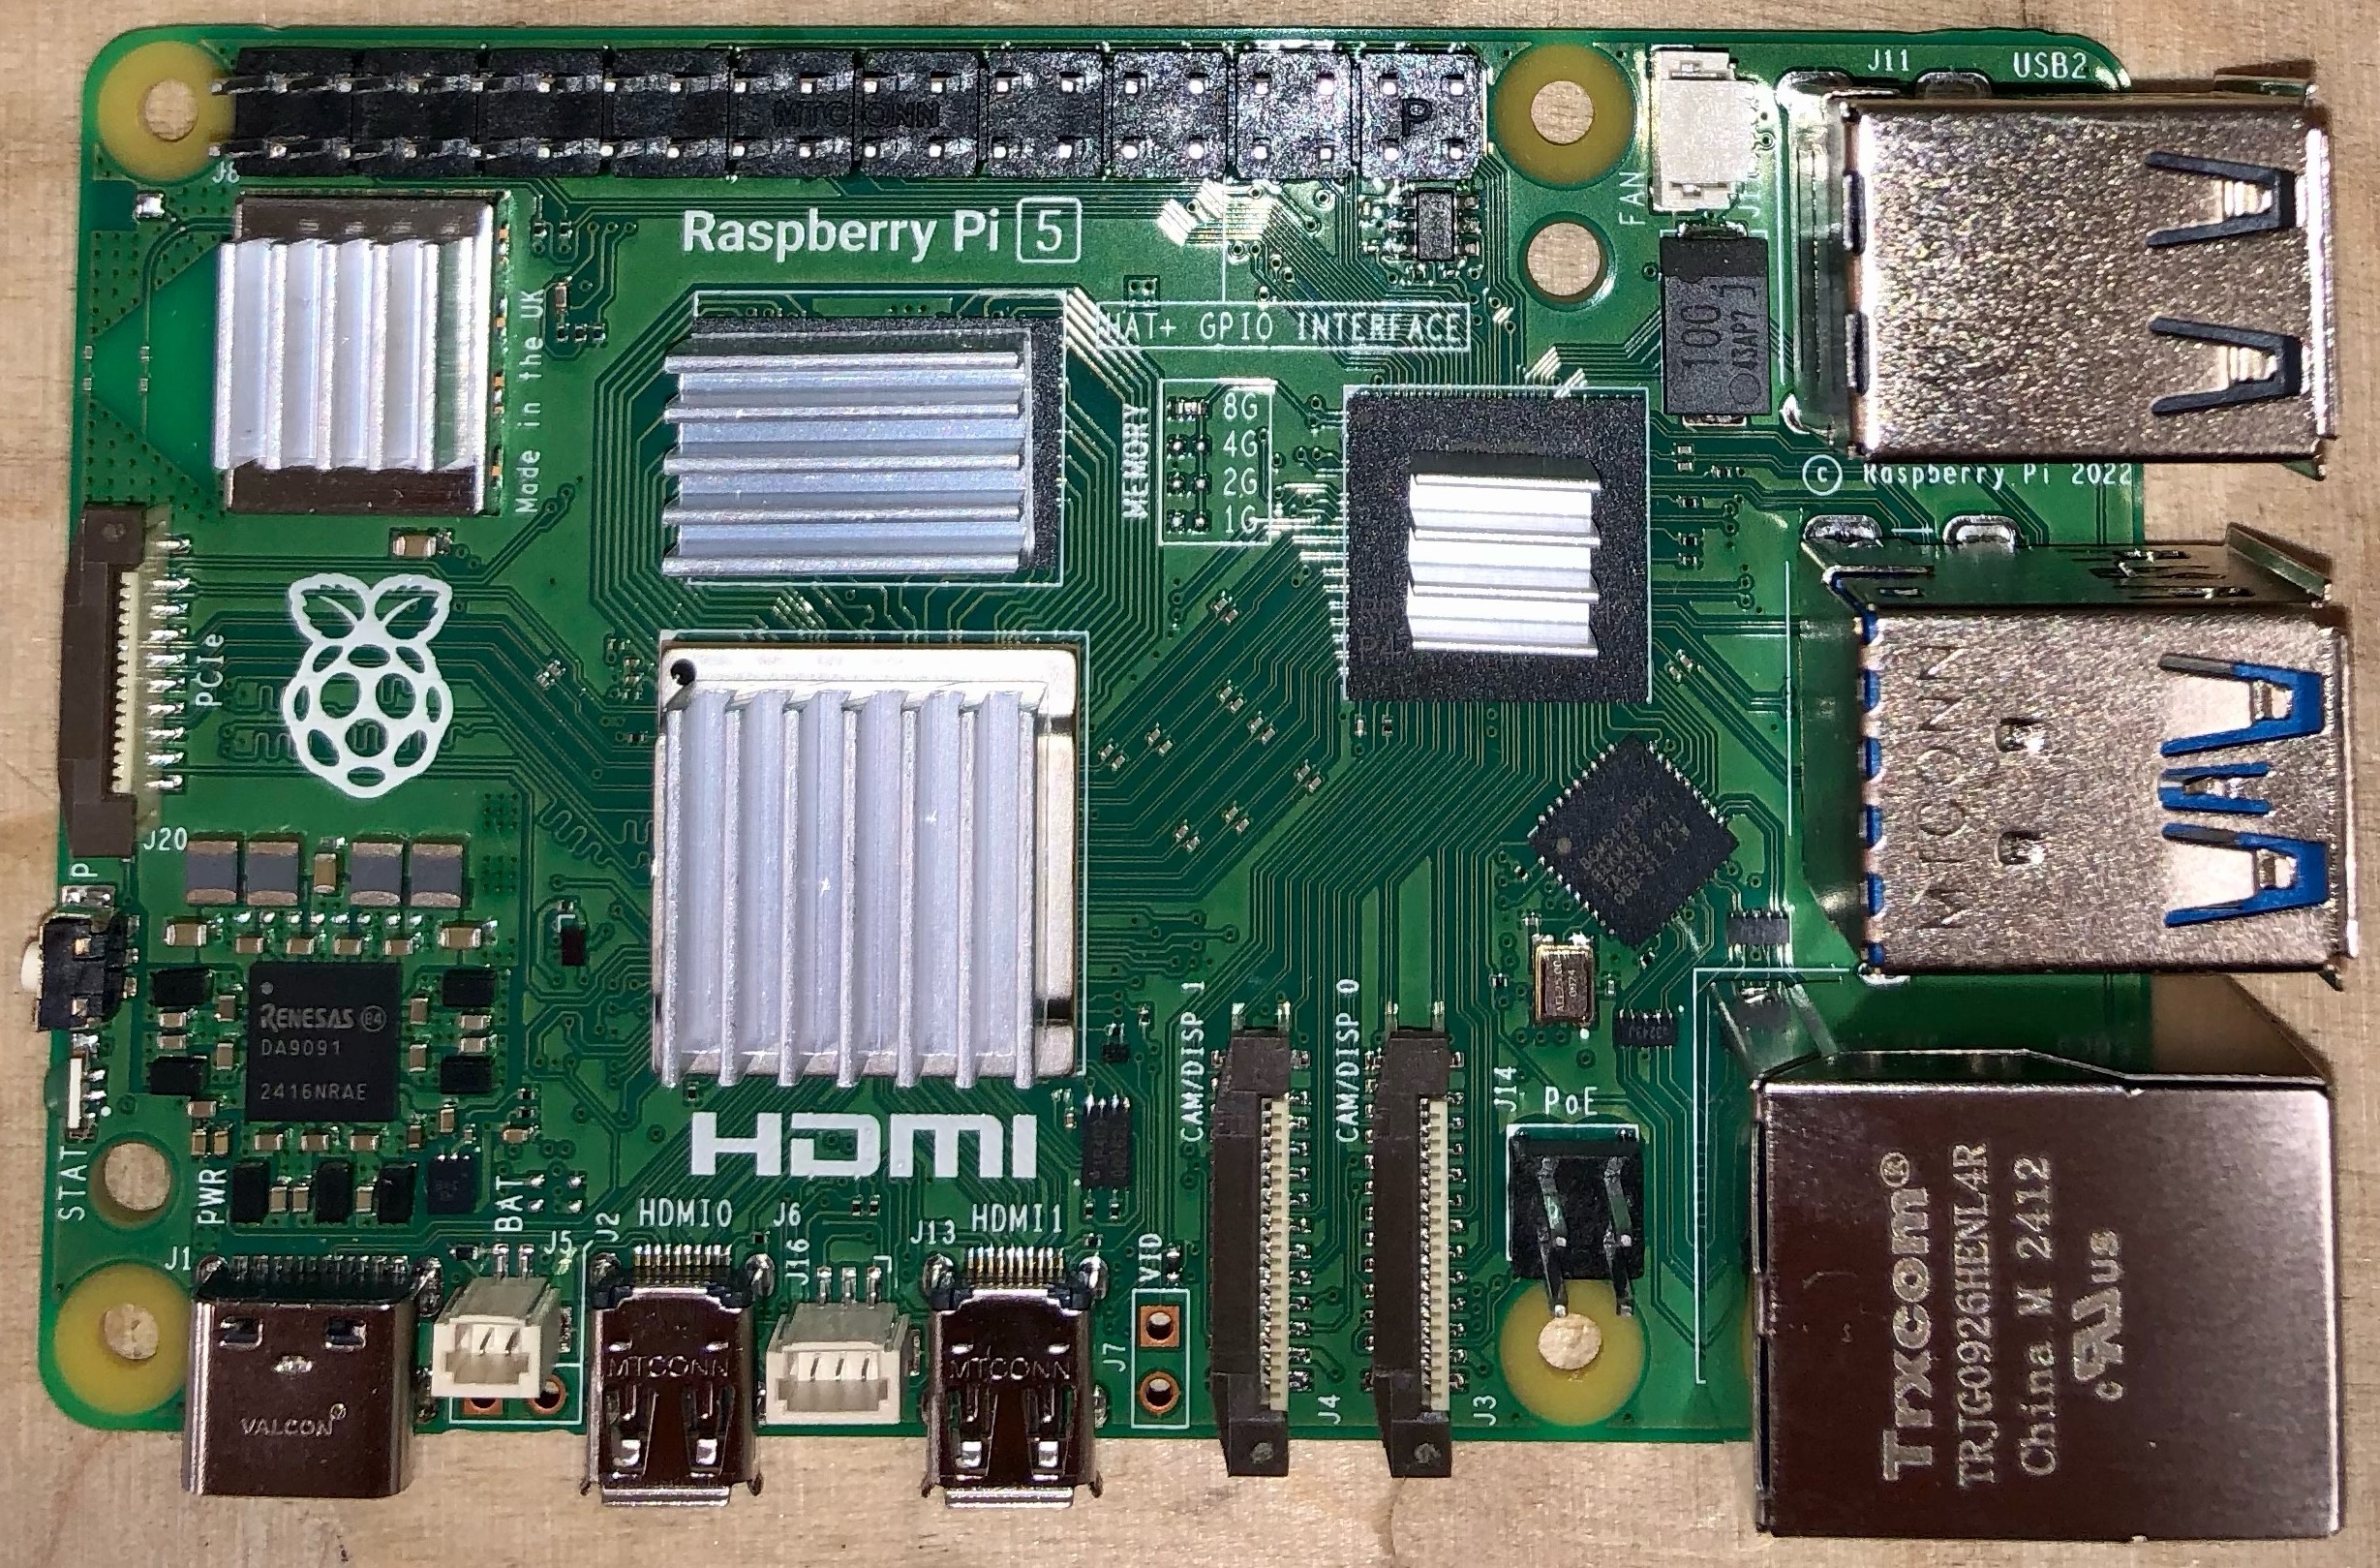 J11
USB2
MTCONN
P
J8
FAN
Raspberry Pi 5
HAT+ GPIO INTERFACE
100 J
Made in the UK
MEMORY
8G
4G
2G
1G
© Raspberry Pi 2022
PCIe
MTCONN
J20
P
RENESAS
DA9091
2416NRAE
CAM/DISP 1
CAM/DISP 0
J14
PoE
HDMI
STAT
PWR
BAT
J1
J5
J2
HDMI0
J6
J16
J13
HDMI1
VID
J7
VALCON
MTCONN
MTCONN
J4
J3
Trxcom®
TRJG0926HENL4R
China M 2412
c us